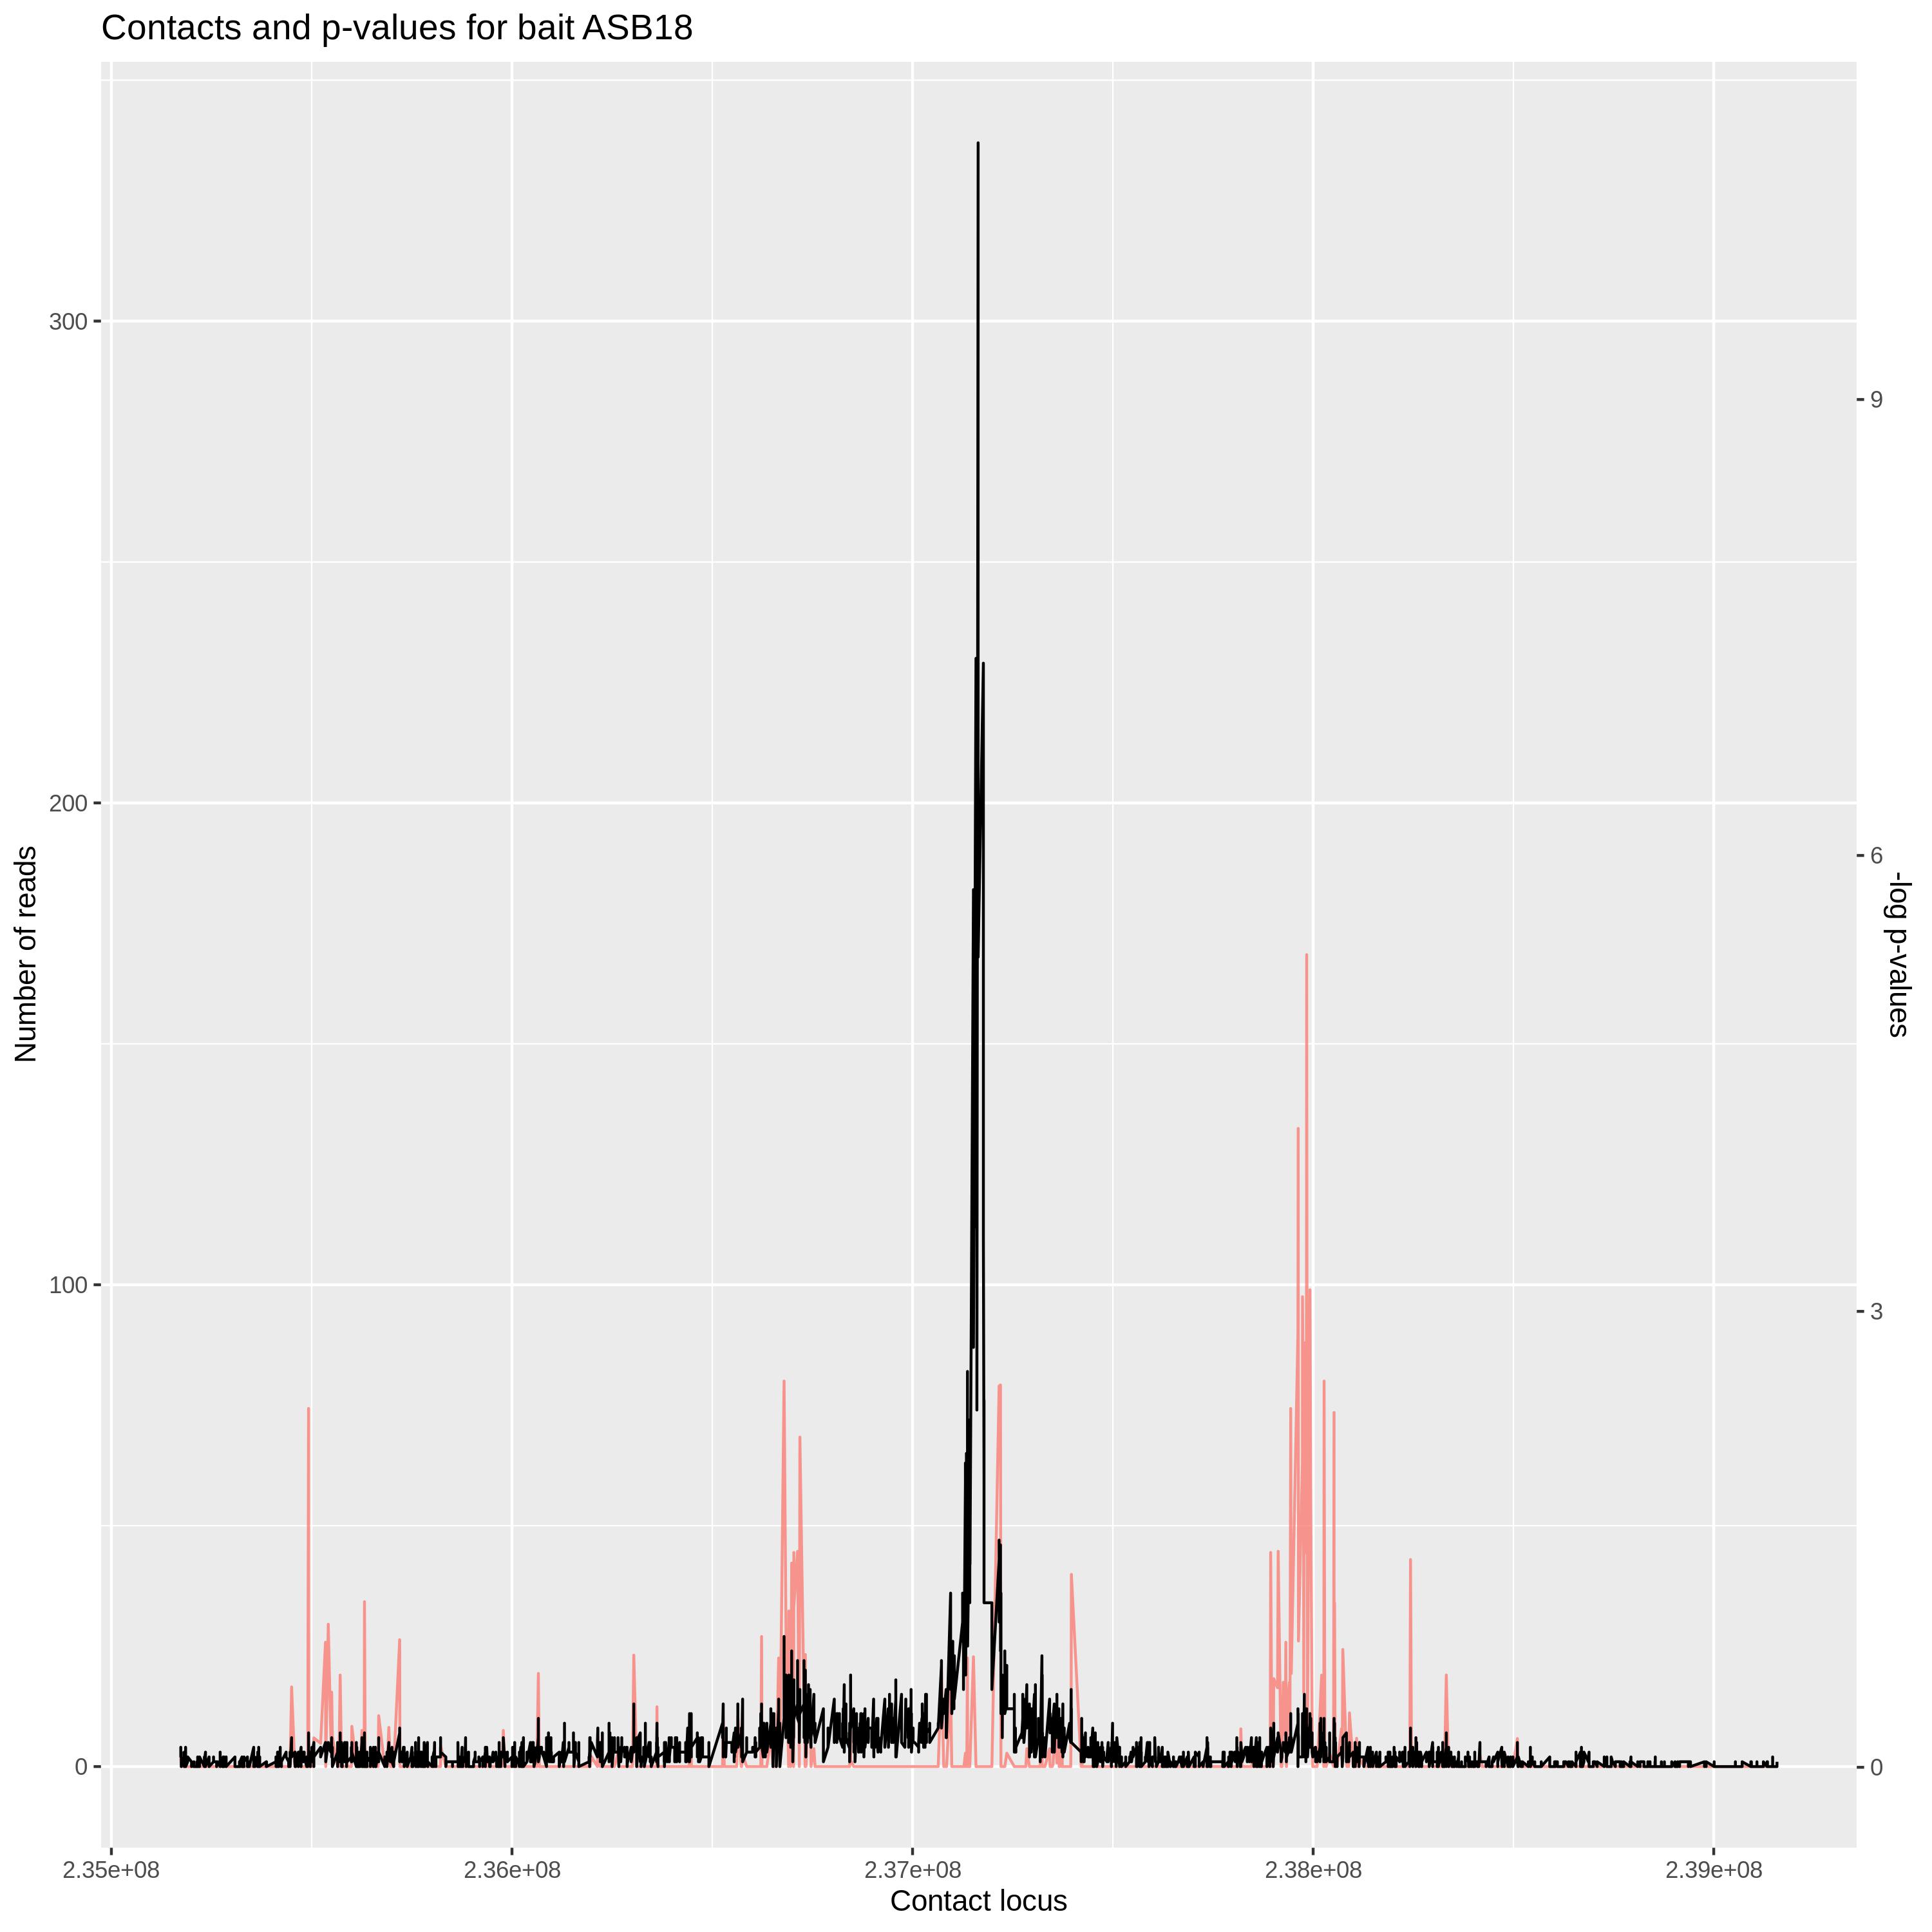 Contacts and p-values for bait ASB18
300
200
100
0
Number of reads
9
6
3
0
-log p-values
2.35e+08
2.36e+08
2.37e+08
2.38e+08
2.39e+08
Contact locus